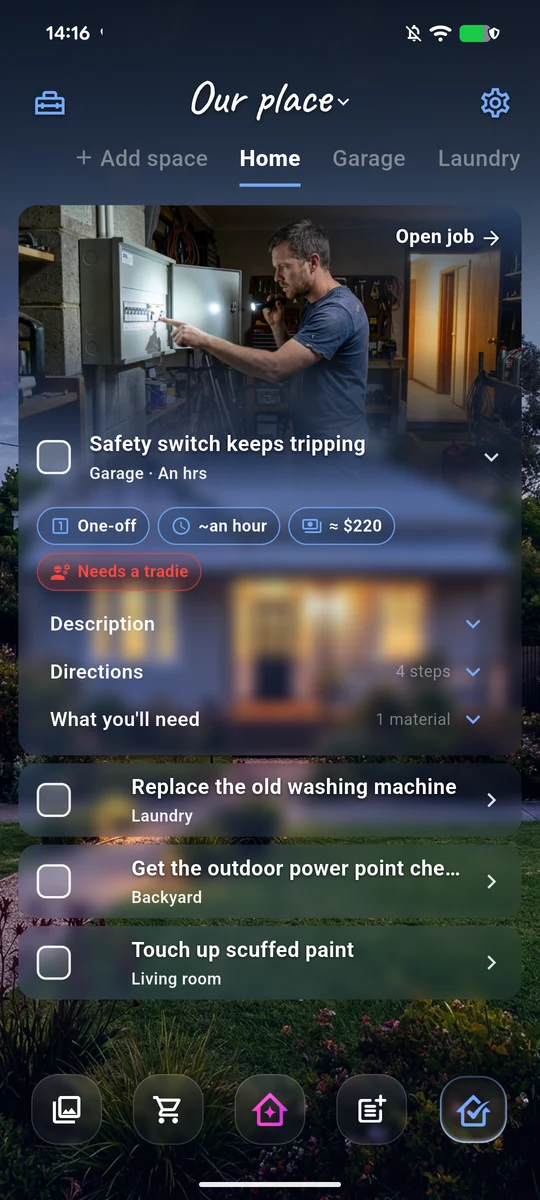 14:16
Our place
+ Add space Home Garage Laundry
Open job →
Safety switch keeps tripping
Garage · An hrs
One-off ~an hour ≈ $220
Needs a tradie
Description
Directions 4 steps
What you'll need 1 material
Replace the old washing machine
Laundry
Get the outdoor power point che...
Backyard
Touch up scuffed paint
Living room